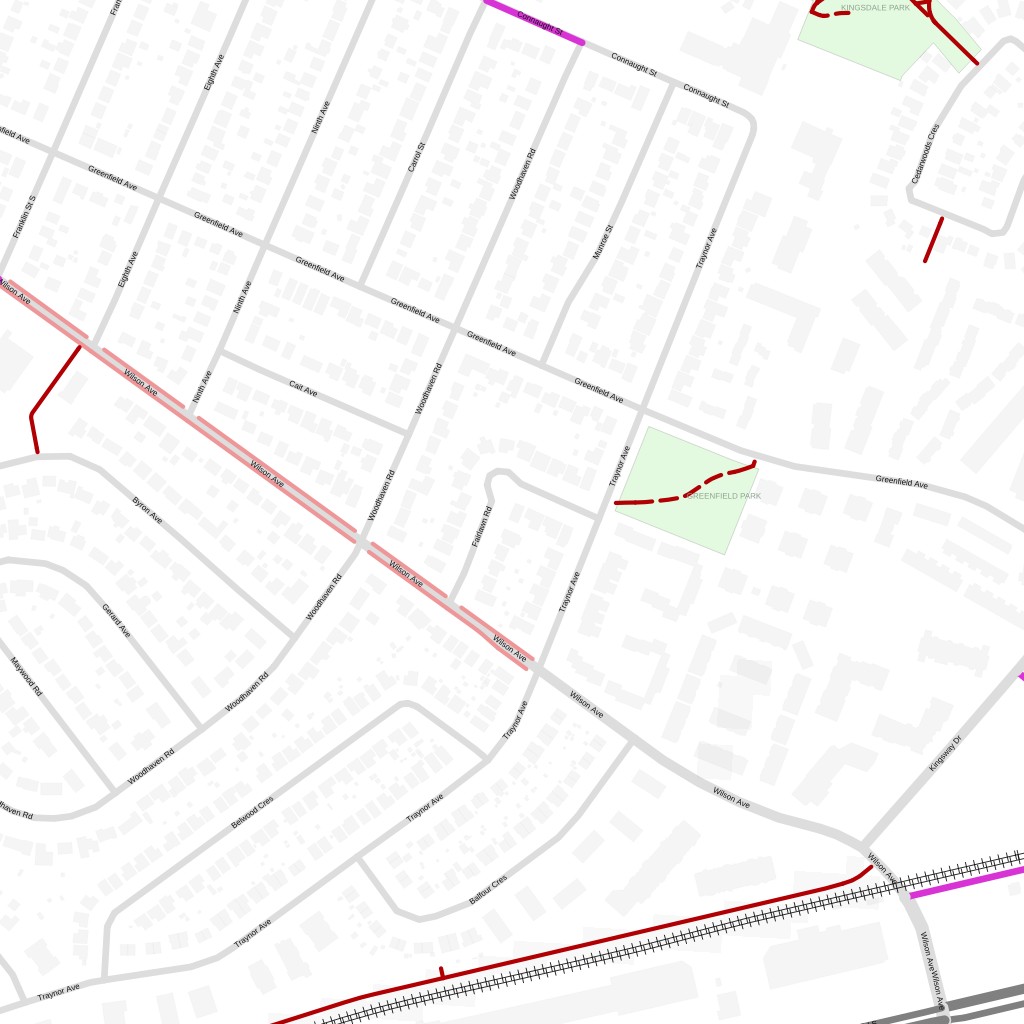 KINGSDALE PARK
Connaught St
Connaught St
Connaught St
Eighth Ave
Ninth Ave
Carrol St
Woodhaven Rd
Cedarwoods Cres
Greenfield Ave
Greenfield Ave
Franklin St S
Munroe St
Traynor Ave
Eighth Ave
Greenfield Ave
Ninth Ave
Wilson Ave
Greenfield Ave
Greenfield Ave
Wilson Ave
Ninth Ave
Cait Ave
Woodhaven Rd
Greenfield Ave
Wilson Ave
Traynor Ave
GREENFIELD PARK
Greenfield Ave
Woodhaven Rd
Byron Ave
Fairlawn Rd
Wilson Ave
Traynor Ave
Woodhaven Rd
Gerard Ave
Wilson Ave
Maywood Rd
Woodhaven Rd
Wilson Ave
Traynor Ave
Kingsway Dr
Woodhaven Rd
Wilson Ave
Belwood Cres
Traynor Ave
Wilson Ave
Balfour Cres
Traynor Ave
Wilson Ave
Wilson Ave
Traynor Ave